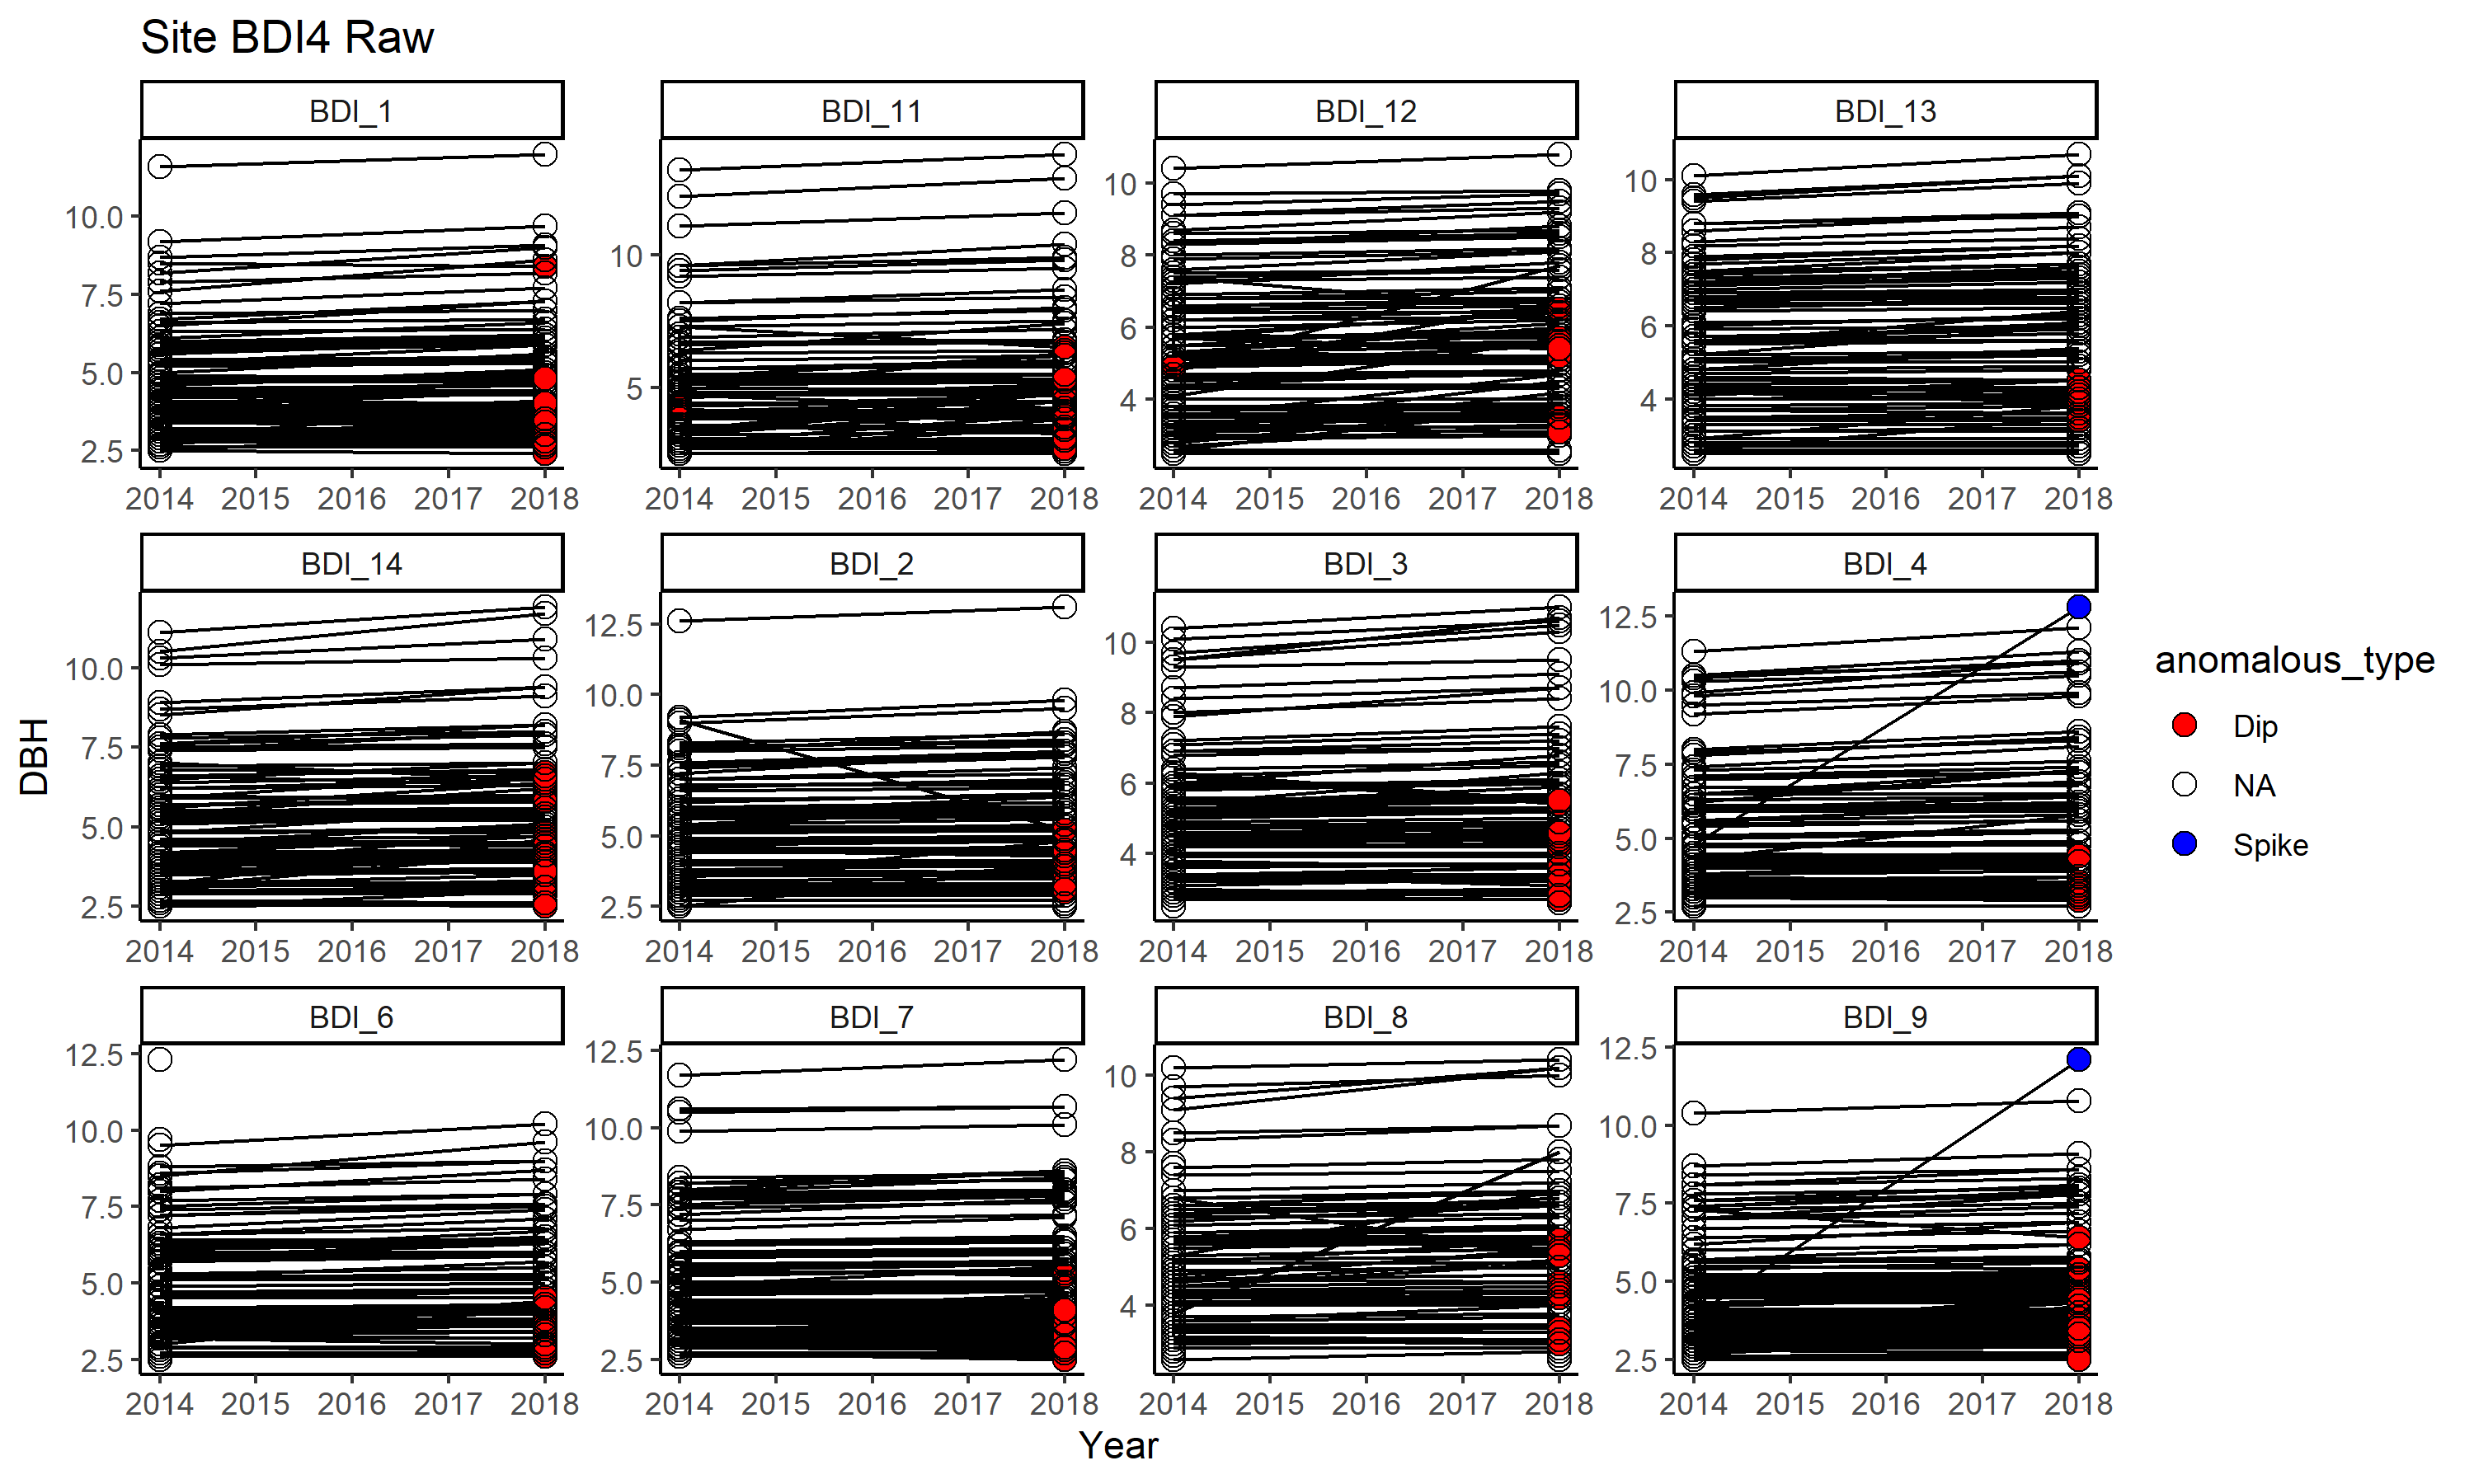 Site BDI4 Raw
BDI_1 BDI_11 BDI_12 BDI_13
10.0 7.5 5.0 2.5
10 5
10 8 6 4
10 8 6 4
2014 2015 2016 2017 2018 2014 2015 2016 2017 2018 2014 2015 2016 2017 2018 2014 2015 2016 2017 2018
BDI_14 BDI_2 BDI_3 BDI_4
10.0 7.5 5.0 2.5
12.5 10.0 7.5 5.0 2.5
10 8 6 4
12.5 10.0 7.5 5.0 2.5
2014 2015 2016 2017 2018 2014 2015 2016 2017 2018 2014 2015 2016 2017 2018 2014 2015 2016 2017 2018
BDI_6 BDI_7 BDI_8 BDI_9
12.5 10.0 7.5 5.0 2.5
12.5 10.0 7.5 5.0 2.5
10 8 6 4
12.5 10.0 7.5 5.0 2.5
2014 2015 2016 2017 2018 2014 2015 2016 2017 2018 2014 2015 2016 2017 2018 2014 2015 2016 2017 2018
DBH
Year
anomalous_type
Dip
NA
Spike